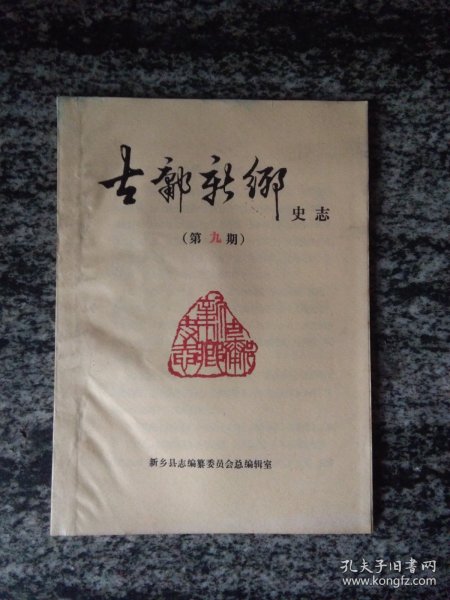 古鄘新鄉 史志
(第九期)
新乡县志编纂委员会总编辑室
孔夫子旧书网
www.kongfz.com